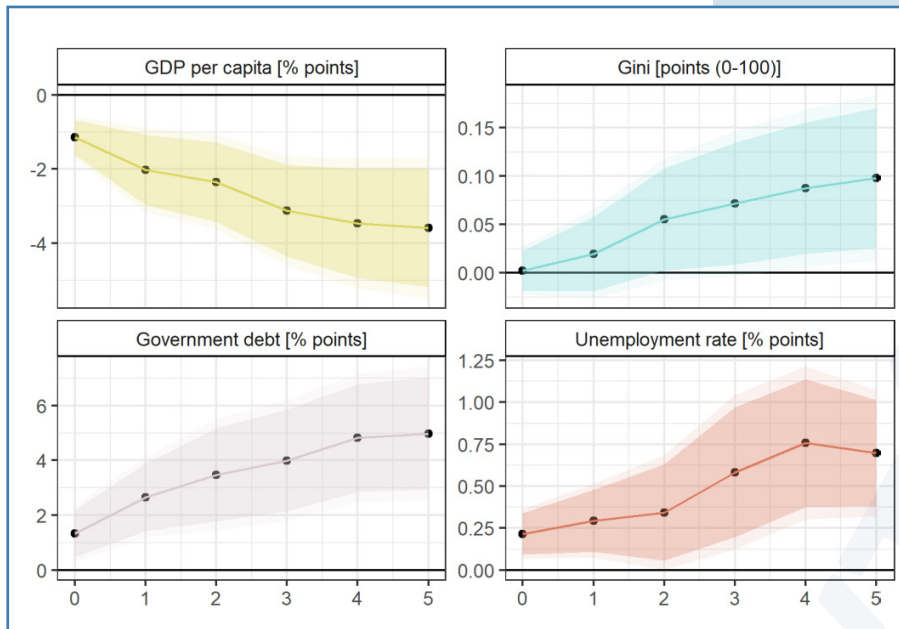 GDP per capita [% points]
Gini [points (0-100)]
0
-2
-4
0.15
0.10
0.05
0.00
Government debt [% points]
Unemployment rate [% points]
6
4
2
0
1.25
1.00
0.75
0.50
0.25
0.00
0 1 2 3 4 5
0 1 2 3 4 5